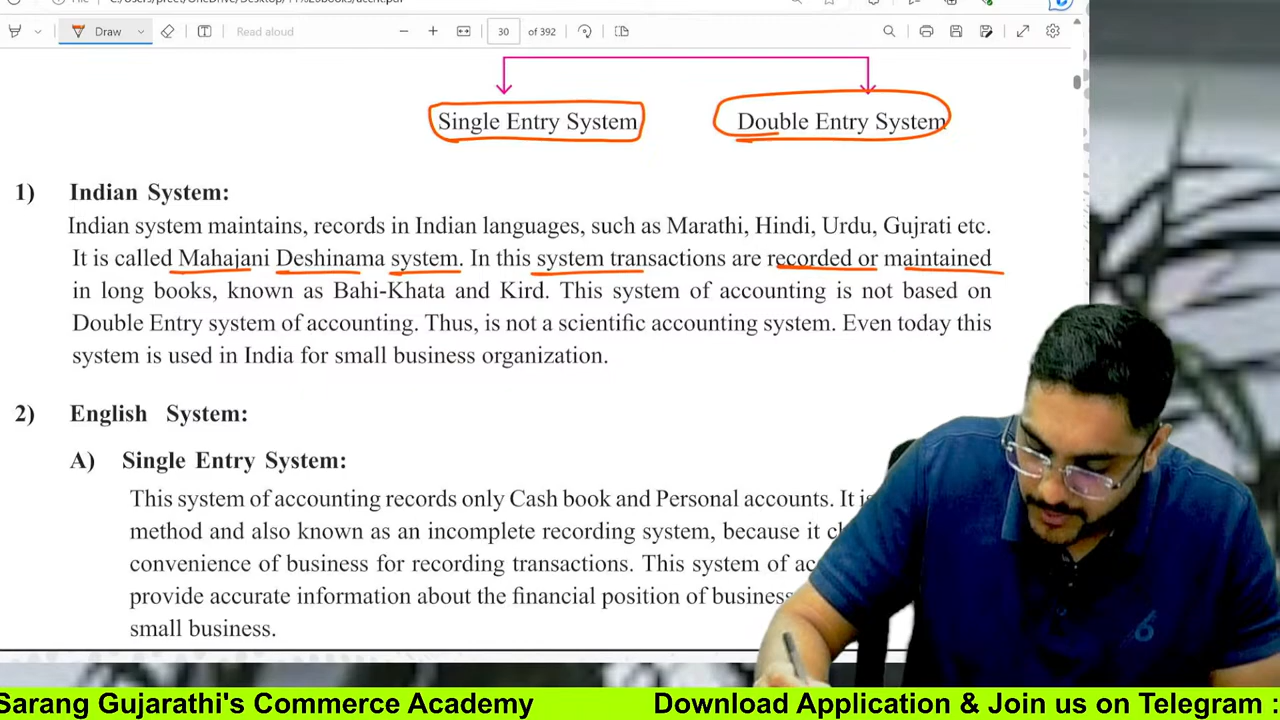 Draw
Read aloud
30 of 392
Single Entry System
Double Entry System
1) Indian System:
Indian system maintains, records in Indian languages, such as Marathi, Hindi, Urdu, Gujrati etc.
It is called Mahajani Deshinama system. In this system transactions are recorded or maintained
in long books, known as Bahi-Khata and Kird. This system of accounting is not based on
Double Entry system of accounting. Thus, is not a scientific accounting system. Even today this
system is used in India for small business organization.
2) English System:
A) Single Entry System:
This system of accounting records only Cash book and Personal accounts. It
method and also known as an incomplete recording system, because it
convenience of business for recording transactions. This system of
provide accurate information about the financial position of business
small business.
Sarang Gujarathi's Commerce Academy
Download Application & Join us on Telegram :